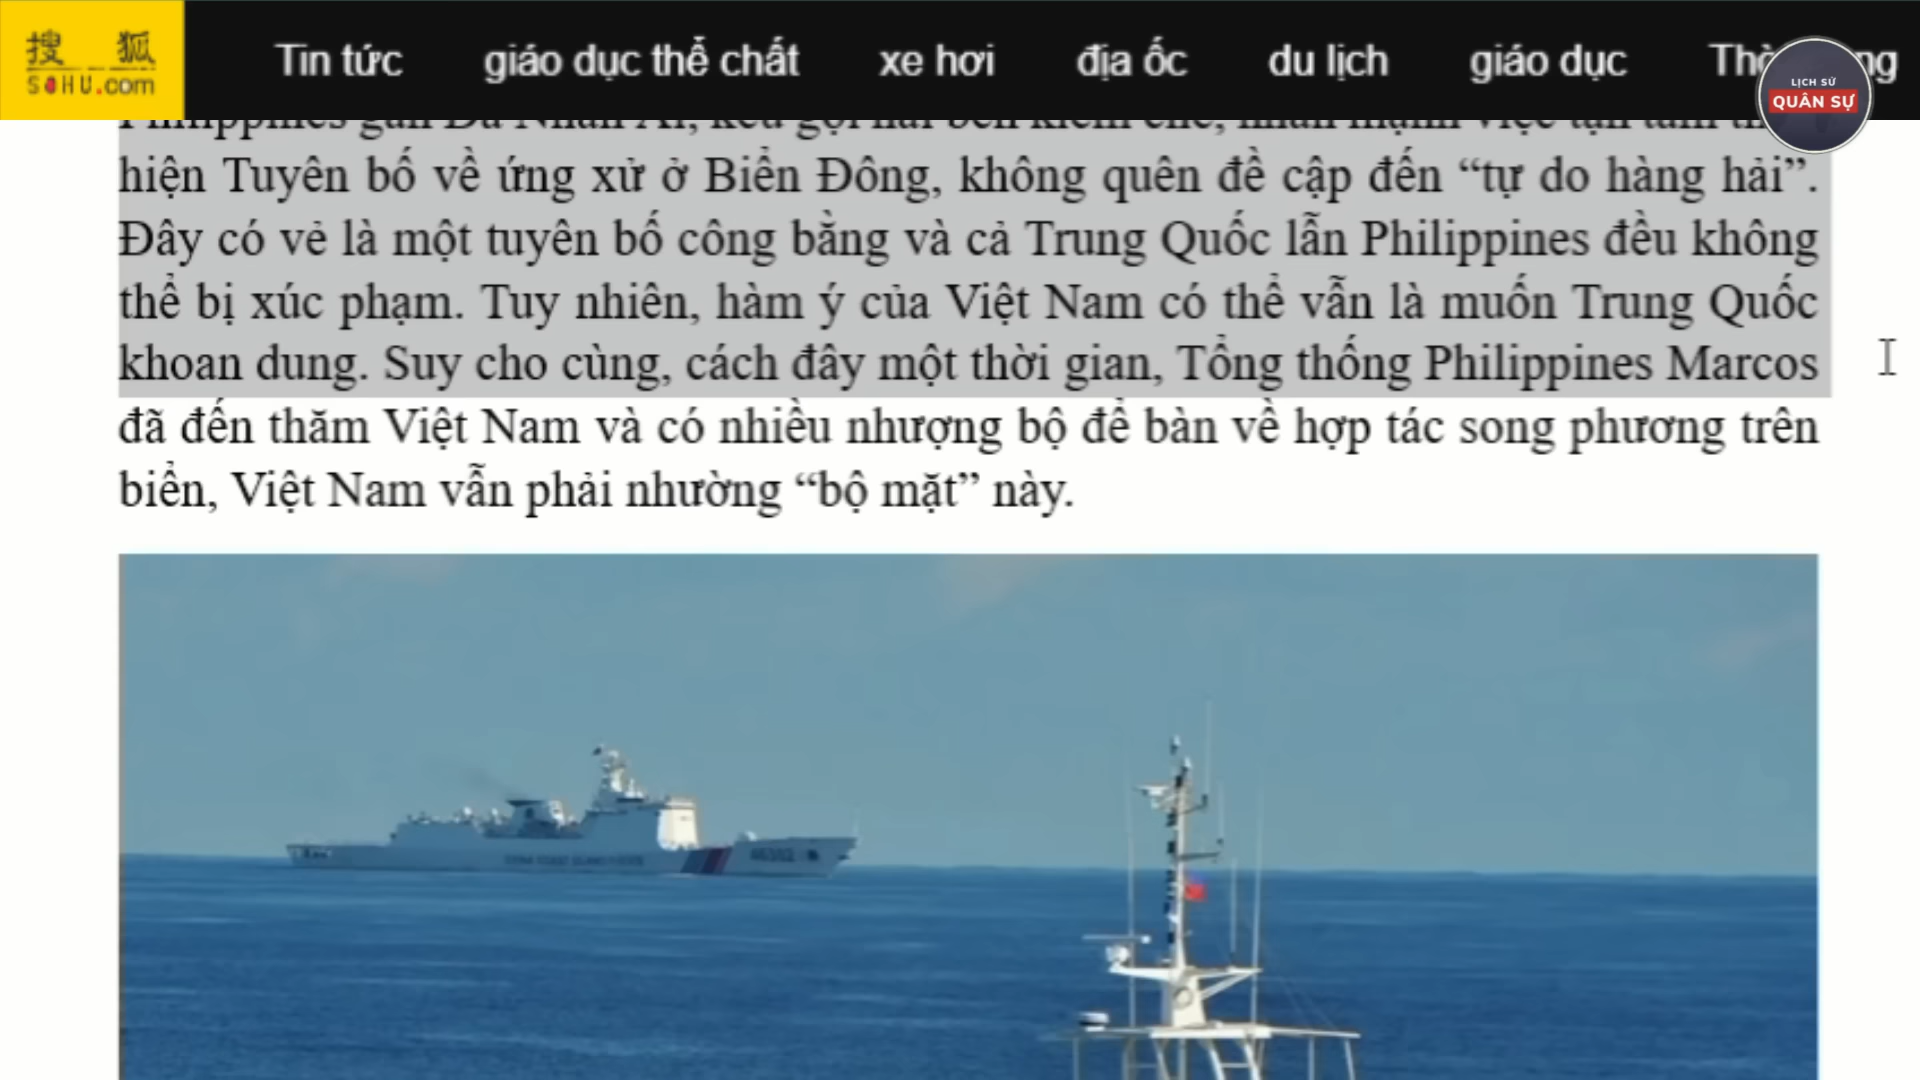 搜狐
SOHU.com
Tin tức giáo dục thể chất xe hơi địa ốc du lịch giáo dục
LỊCH SỬ
QUÂN SỰ
hiện Tuyên bố về ứng xử ở Biển Đông, không quên đề cập đến “tự do hàng hải”.
Đây có vẻ là một tuyên bố công bằng và cả Trung Quốc lẫn Philippines đều không
thể bị xúc phạm. Tuy nhiên, hàm ý của Việt Nam có thể vẫn là muốn Trung Quốc
khoan dung. Suy cho cùng, cách đây một thời gian, Tổng thống Philippines Marcos
đã đến thăm Việt Nam và có nhiều nhượng bộ để bàn về hợp tác song phương trên
biển, Việt Nam vẫn phải nhường “bộ mặt” này.